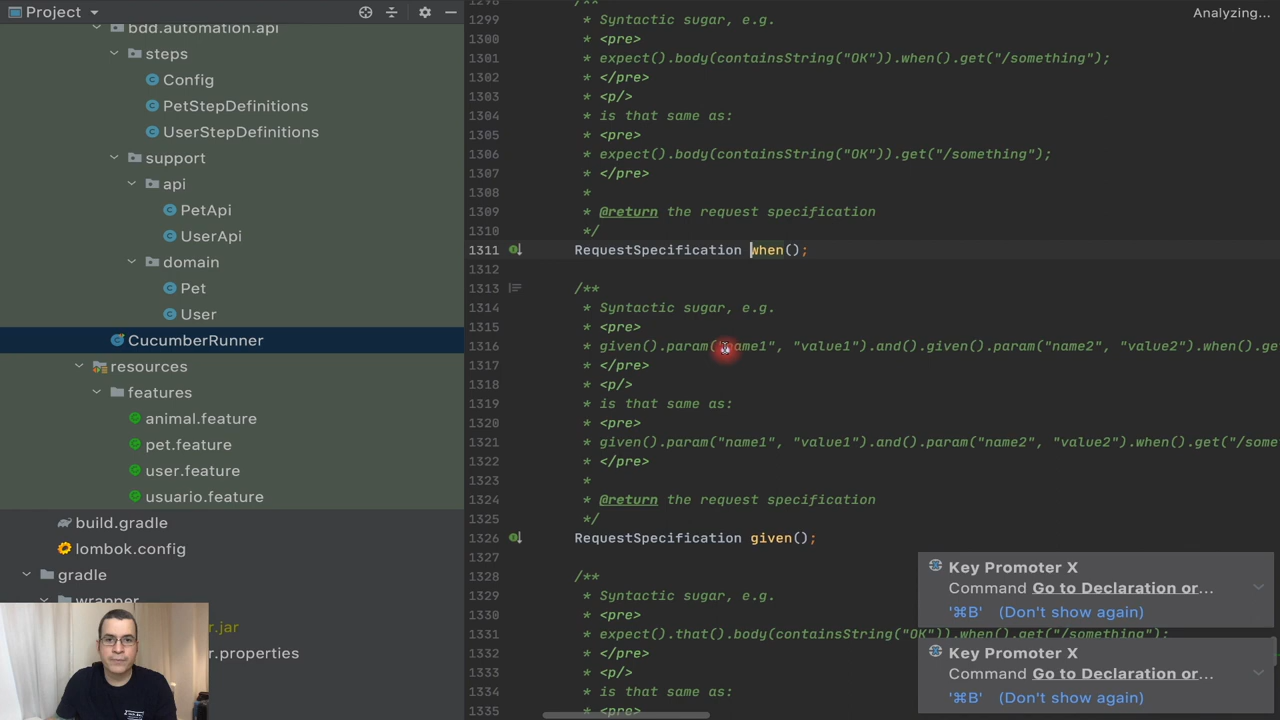 Project
Analyzing...
bdd.automation.api
steps
Config
PetStepDefinitions
UserStepDefinitions
support
api
PetApi
UserApi
domain
Pet
User
CucumberRunner
resources
features
animal.feature
pet.feature
user.feature
usuario.feature
build.gradle
lombok.config
gradle
wrapper
r.jar
r.properties
1298 /**
1299 * Syntactic sugar, e.g.
1300 * <pre>
1301 * expect().body(containsString("OK")).when().get("/something");
1302 * </pre>
1303 * <p/>
1304 * is that same as:
1305 * <pre>
1306 * expect().body(containsString("OK")).get("/something");
1307 * </pre>
1308 *
1309 * @return the request specification
1310 */
1311 RequestSpecification when();
1312
1313 /**
1314 * Syntactic sugar, e.g.
1315 * <pre>
1316 * given().param("name1", "value1").and().given().param("name2", "value2").when().ge
1317 * </pre>
1318 * <p/>
1319 * is that same as:
1320 * <pre>
1321 * given().param("name1", "value1").and().param("name2", "value2").when().get("/some
1322 * </pre>
1323 *
1324 * @return the request specification
1325 */
1326 RequestSpecification given();
1327
1328 /**
1329 * Syntactic sugar, e.g.
1330 * <pre>
1331 * expect().that().body(containsString("OK")).when().get("/something");
1332 * </pre>
1333 * <p/>
1334 * is that same as:
1335 * <pre>
Key Promoter X
Command Go to Declaration or...
'⌘B' (Don't show again)
Key Promoter X
Command Go to Declaration or...
'⌘B' (Don't show again)